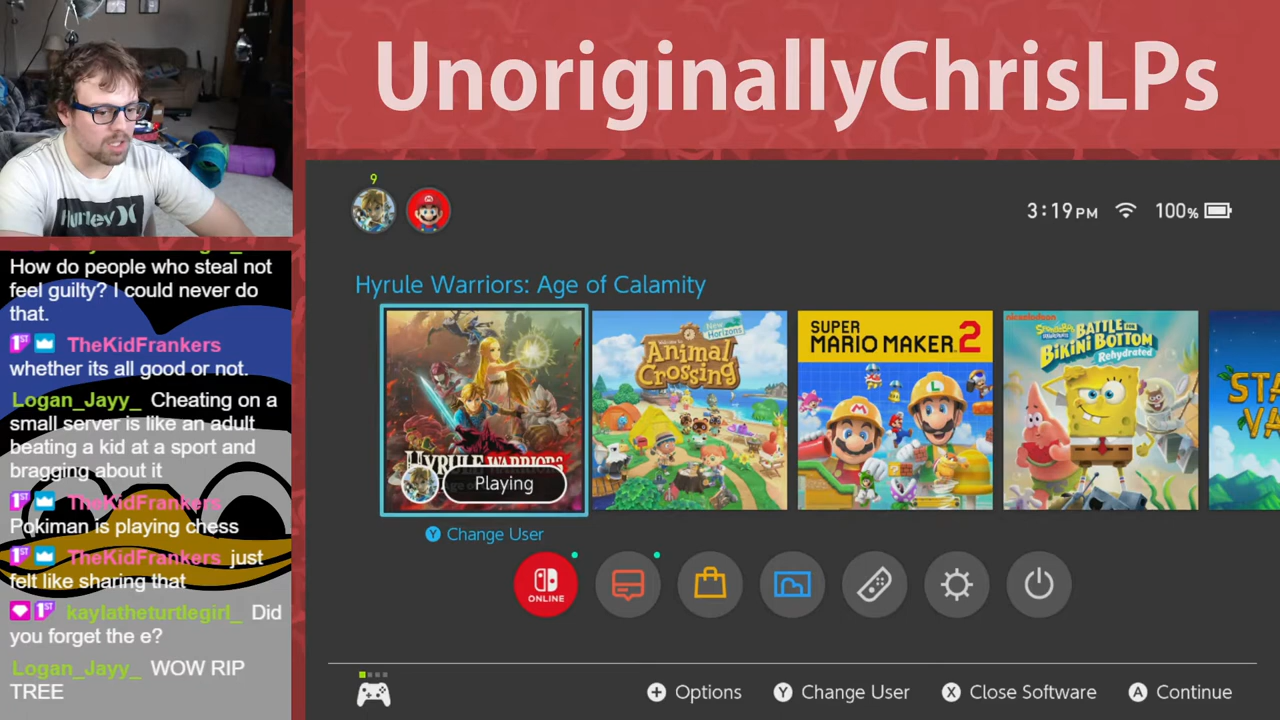 UnoriginallyChrisLPs
Hurley
9
3:19 PM 100%
How do people who steal not
feel guilty? I could never do
that.
TheKidFrankers
whether its all good or not.
Logan_Jayy_ Cheating on a
small server is like an adult
beating a kid at a sport and
bragging about it
TheKidFrankers
Pokiman is playing chess
TheKidFrankers just
felt like sharing that
kaylatheturtlegirl_ Did
you forget the e?
Logan_Jayy_ WOW RIP
TREE
Hyrule Warriors: Age of Calamity
HYRULE WARRIORS
Playing
Animal
Crossing
New
Horizons
SUPER
MARIO MAKER 2
nickelodeon
SpongeBob
SquarePants
BATTLE FOR
BIKINI BOTTOM
Rehydrated
STA
VA
Y Change User
ONLINE
+ Options Y Change User X Close Software A Continue